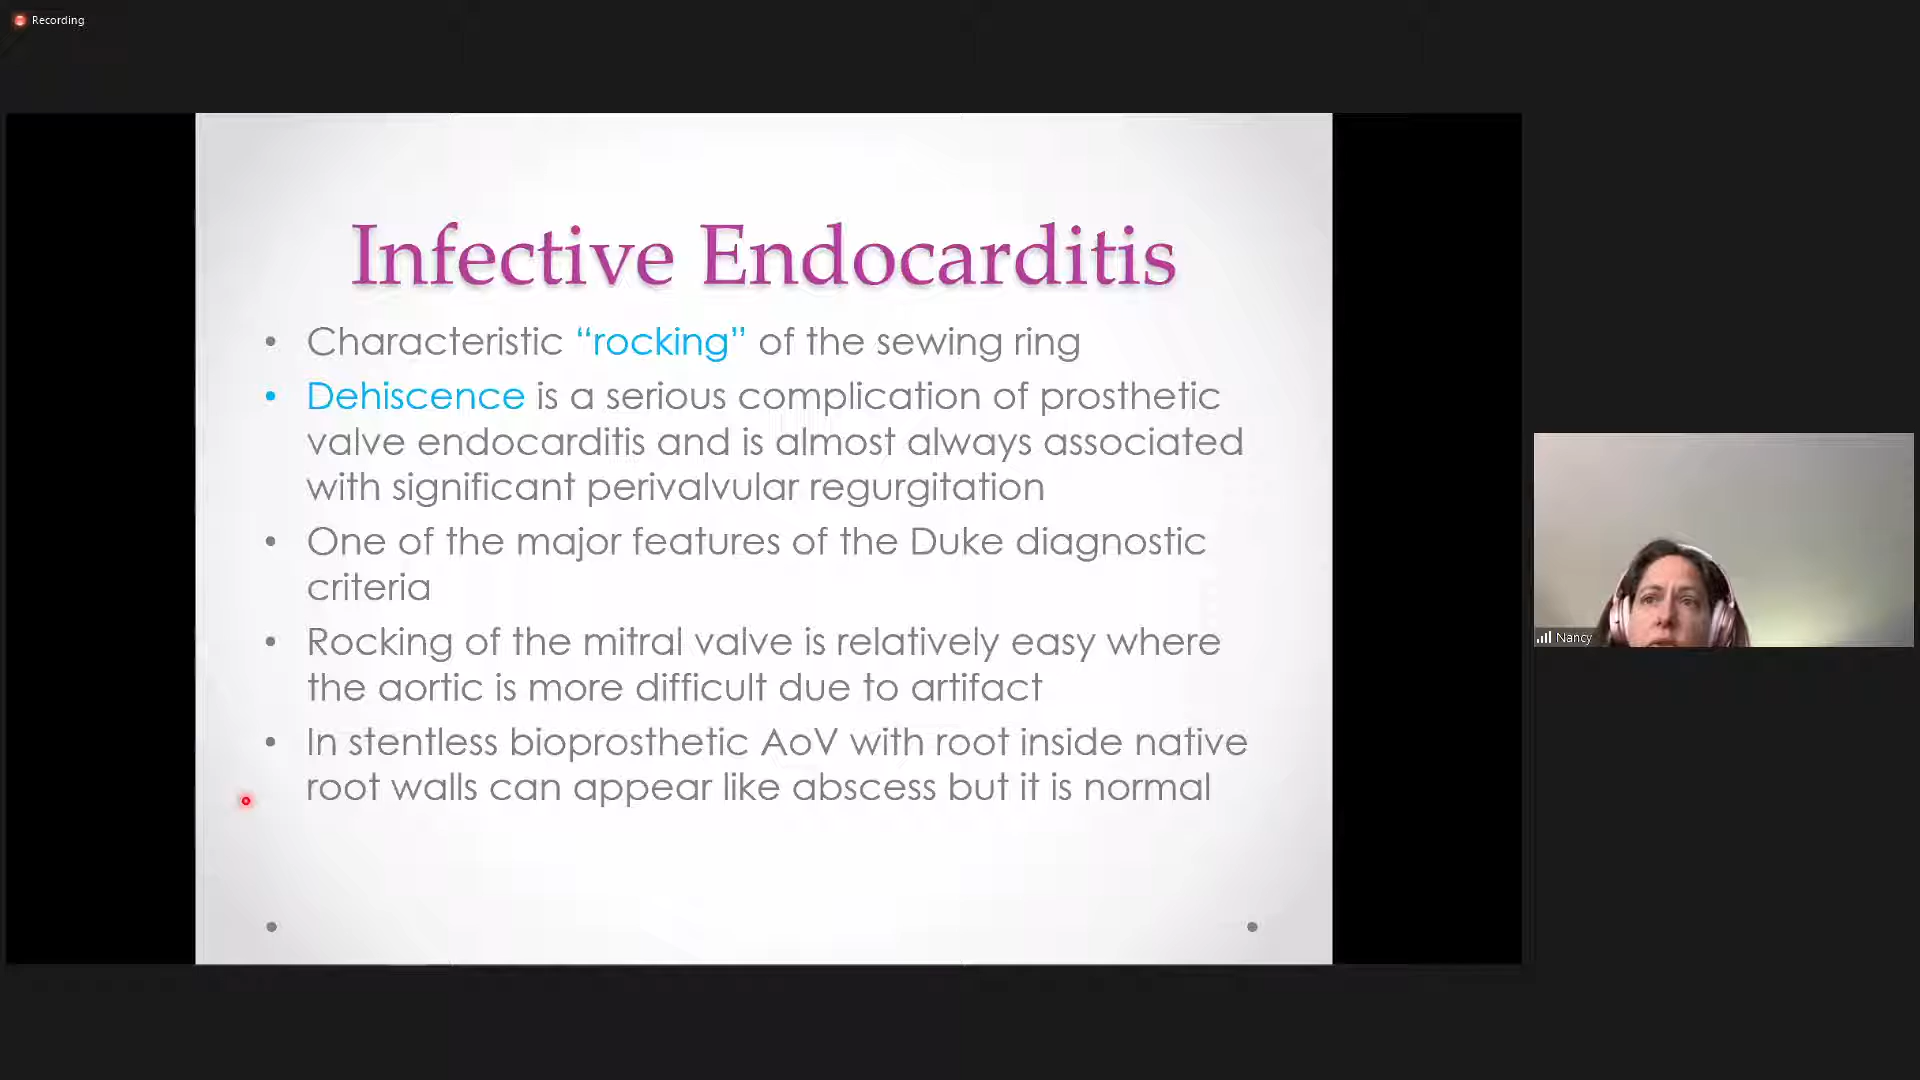 Recording
Infective Endocarditis
• Characteristic “rocking” of the sewing ring
• Dehiscence is a serious complication of prosthetic
valve endocarditis and is almost always associated
with significant perivalvular regurgitation
• One of the major features of the Duke diagnostic
criteria
• Rocking of the mitral valve is relatively easy where
the aortic is more difficult due to artifact
• In stentless bioprosthetic AoV with root inside native
root walls can appear like abscess but it is normal
Nancy